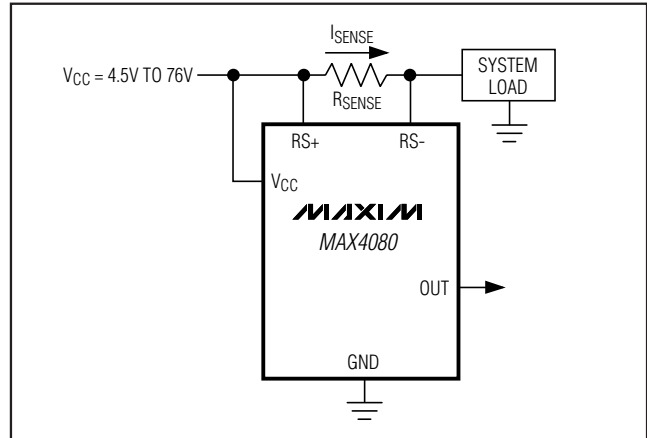 ISENSE
VCC = 4.5V TO 76V
RSENSE
SYSTEM
LOAD
RS+ RS-
VCC
MAXIM
MAX4080
OUT
GND